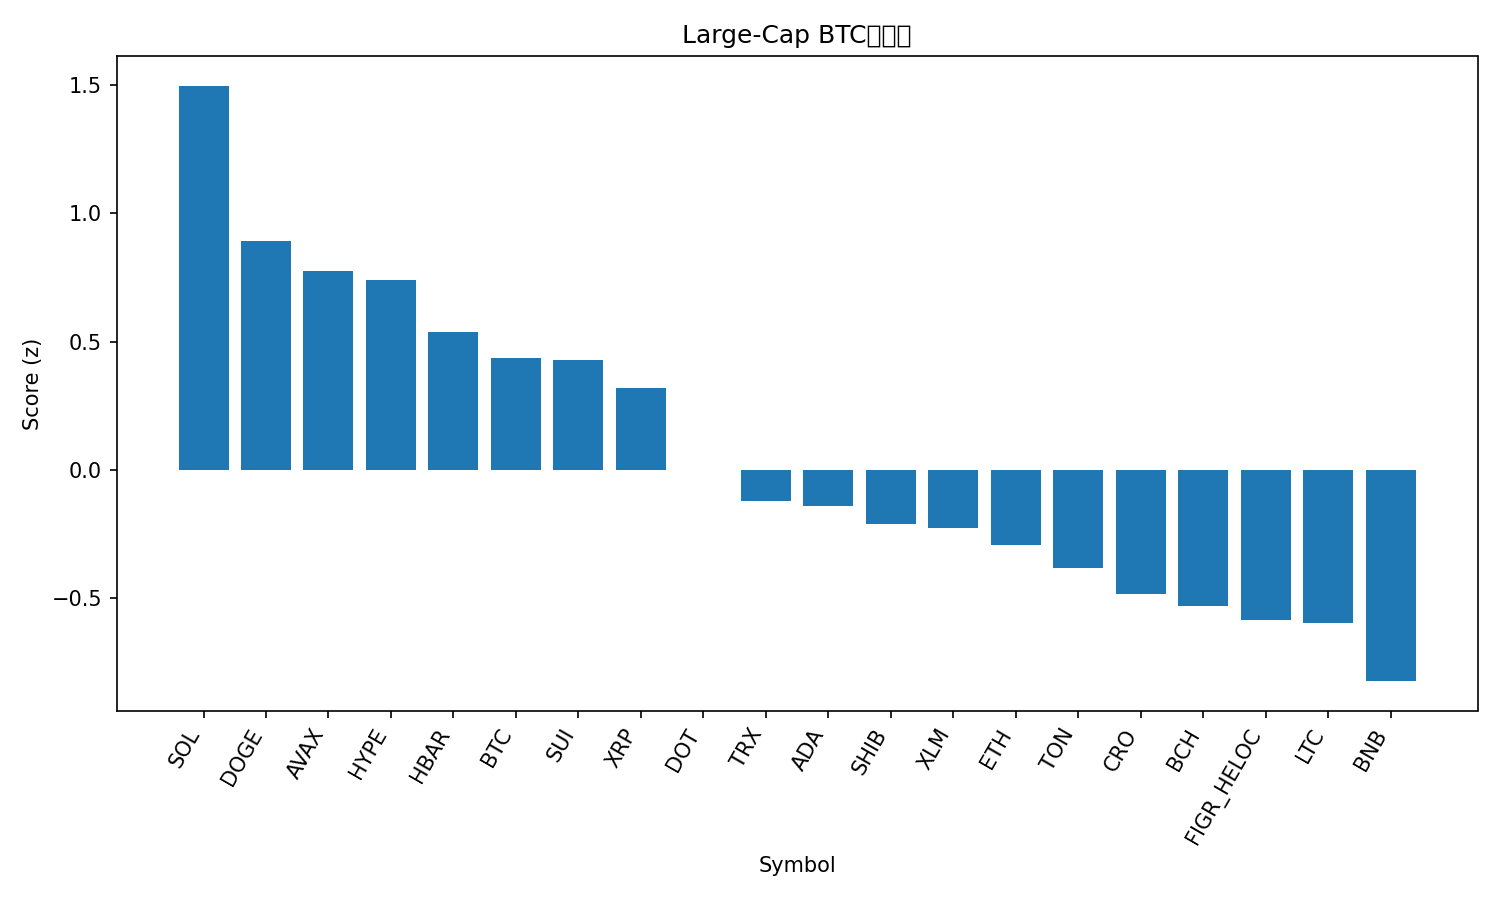 Large-Cap BTC
Score (z)
1.5
1.0
0.5
0.0
−0.5
SOL
DOGE
AVAX
HYPE
HBAR
BTC
SUI
XRP
DOT
TRX
ADA
SHIB
XLM
ETH
TON
CRO
BCH
FIGR_HELOC
LTC
BNB
Symbol